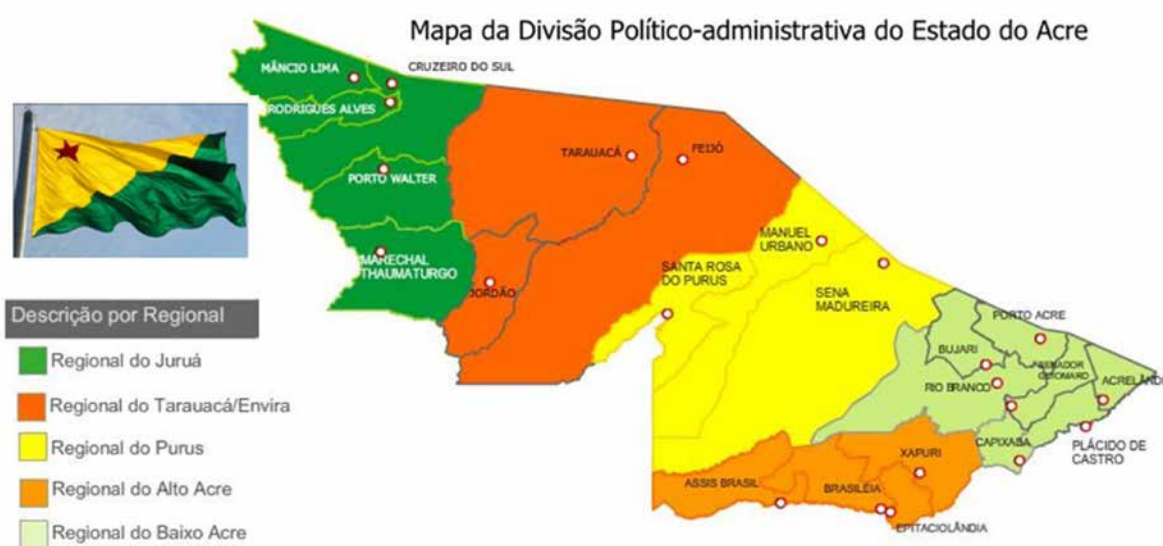 Mapa da Divisão Político-administrativa do Estado do Acre
MÂNCIO LIMA
CRUZEIRO DO SUL
RODRIGUES ALVES
TARAUACÁ
FEIJÓ
PORTO WALTER
MARECHAL
THAUMATURGO
JORDÃO
MANUEL
URBANO
SANTA ROSA
DO PURUS
SENA
MADUREIRA
PORTO ACRE
BUJARI
SENADOR
GUIOMARD
RIO BRANCO
ACRELÂND
PLÁCIDO DE
CASTRO
CAPIXABA
XAPURI
ASSIS BRASIL
BRASILÉIA
EPITACIOLÂNDIA
Descrição por Regional
Regional do Juruá
Regional do Tarauacá/Envira
Regional do Purus
Regional do Alto Acre
Regional do Baixo Acre